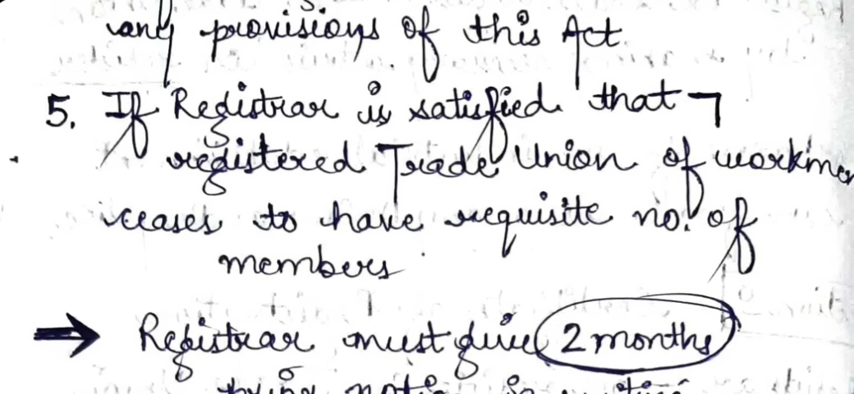 any provisions of this Act
5. If Registrar is satisfied that ¬
registered Trade Union of workmen
ceases to have requisite no. of
members
→ Registrar must give 2 months